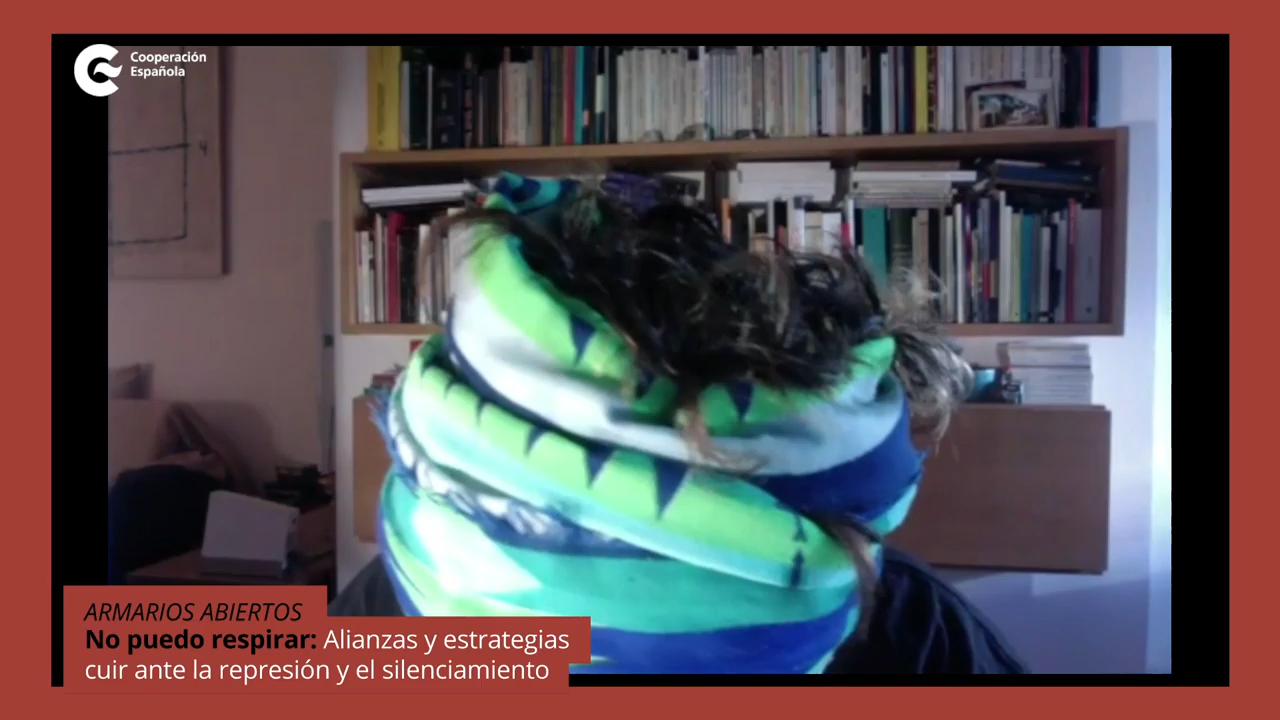 Cooperación
Española
ARMARIOS ABIERTOS
No puedo respirar: Alianzas y estrategias
cuir ante la represión y el silenciamiento